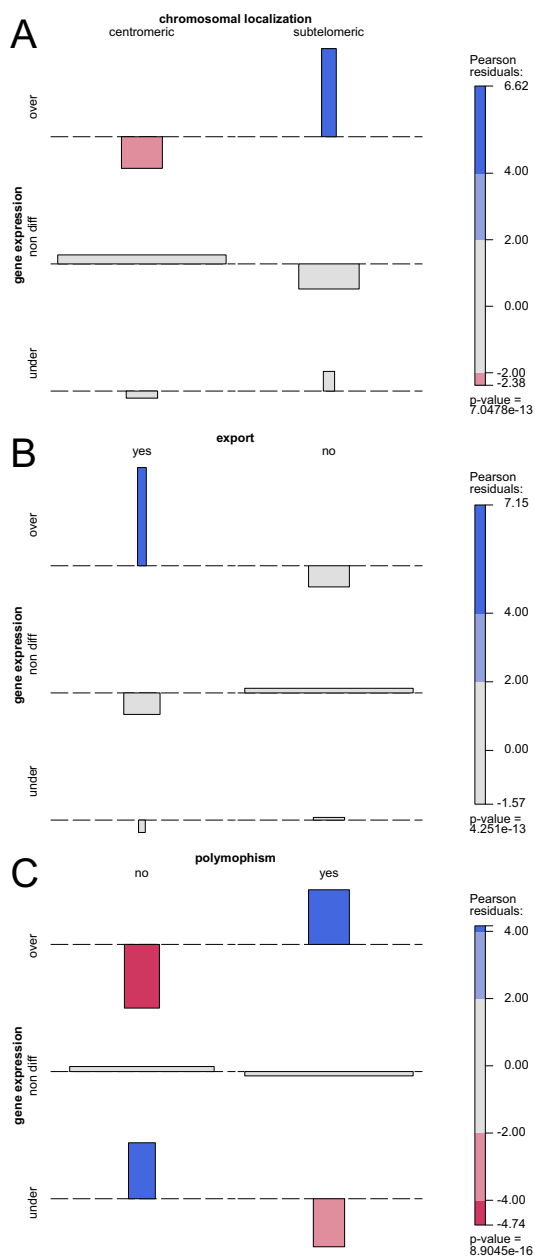 A
chromosomal localization
centromeric
subtelomeric
over
gene expression
non diff
under
Pearson
residuals:
6.62
4.00
2.00
0.00
-2.00
-2.38
p-value =
7.0478e-13
B
export
yes
no
over
gene expression
non diff
under
Pearson
residuals:
7.15
4.00
2.00
0.00
-1.57
p-value =
4.251e-13
C
polymophism
no
yes
over
gene expression
non diff
under
Pearson
residuals:
4.00
2.00
0.00
-2.00
-4.00
-4.74
p-value =
8.9045e-16